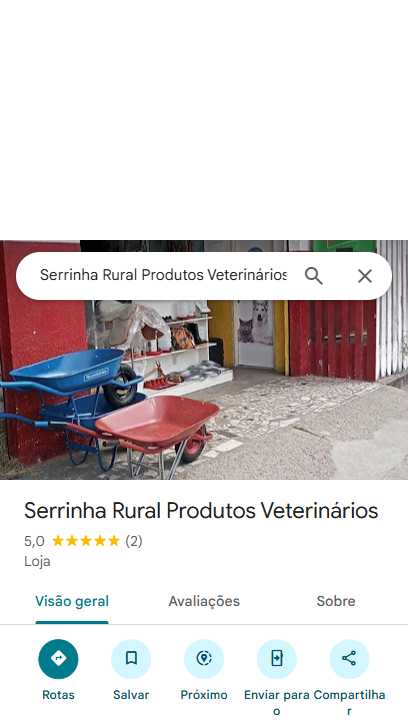 Serrinha Rural Produtos Veterinários
Serrinha Rural Produtos Veterinários
5,0 ★★★★★ (2)
Loja
Visão geral Avaliações Sobre
Rotas Salvar Próximo Enviar para o Compartilhar